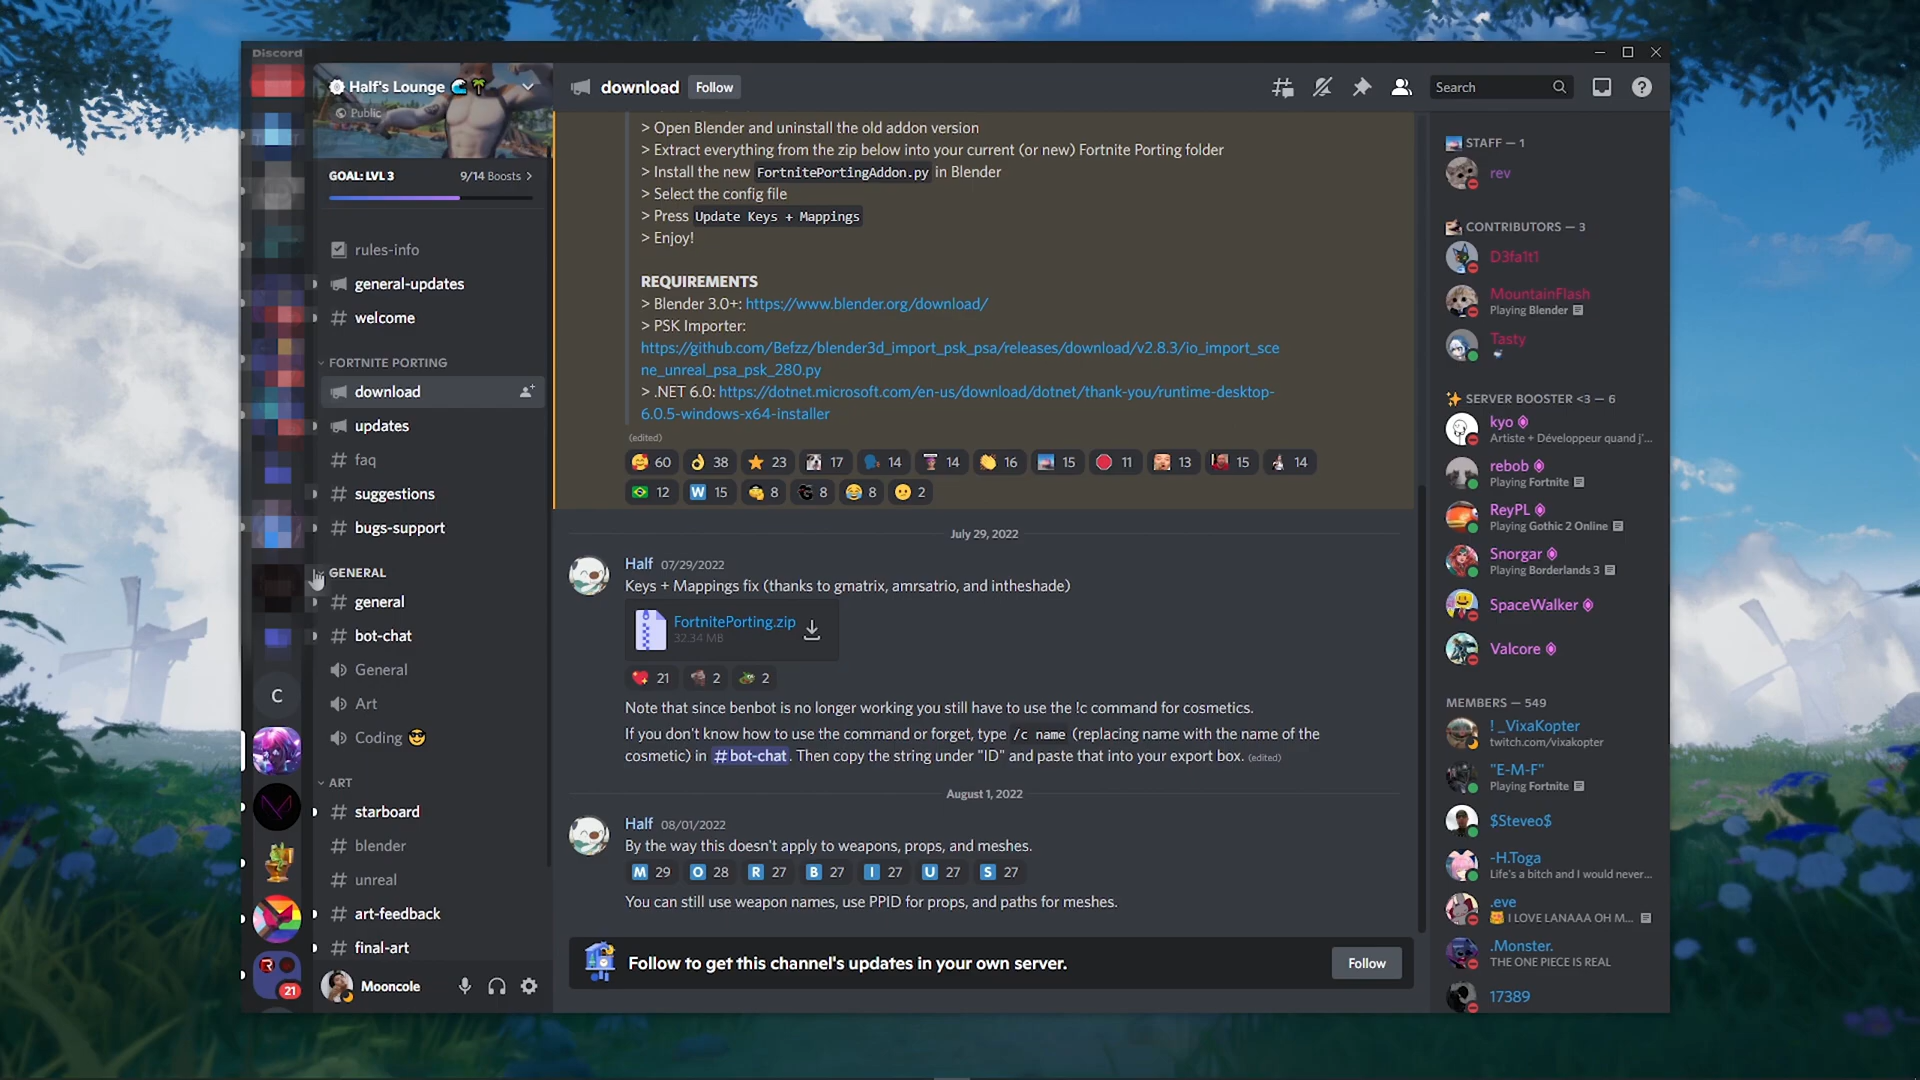 Discord
Half's Lounge
Public
GOAL: LVL 3
9/14 Boosts
rules-info
general-updates
welcome
FORTNITE PORTING
download
updates
faq
suggestions
bugs-support
GENERAL
general
bot-chat
General
Art
Coding
ART
starboard
blender
unreal
art-feedback
final-art
C
21
Mooncole
download
Follow
Search
> Open Blender and uninstall the old addon version
> Extract everything from the zip below into your current (or new) Fortnite Porting folder
> Install the new FortnitePortingAddon.py in Blender
> Select the config file
> Press Update Keys + Mappings
> Enjoy!
REQUIREMENTS
> Blender 3.0+: https://www.blender.org/download/
> PSK Importer:
https://github.com/Befzz/blender3d_import_psk_psa/releases/download/v2.8.3/io_import_sce
ne_unreal_psa_psk_280.py
> .NET 6.0: https://dotnet.microsoft.com/en-us/download/dotnet/thank-you/runtime-desktop-
6.0.5-windows-x64-installer
(edited)
60 38 23 17 14 14 16 15 11 13 15 14
12 W 15 8 8 8 2
July 29, 2022
Half 07/29/2022
Keys + Mappings fix (thanks to gmatrix, amrsatrio, and intheshade)
FortnitePorting.zip
32.34 MB
21 2 2
Note that since benbot is no longer working you still have to use the !c command for cosmetics.
If you don't know how to use the command or forget, type /c name (replacing name with the name of the
cosmetic) in #bot-chat. Then copy the string under "ID" and paste that into your export box. (edited)
August 1, 2022
Half 08/01/2022
By the way this doesn't apply to weapons, props, and meshes.
M 29 O 28 R 27 B 27 I 27 U 27 S 27
You can still use weapon names, use PPID for props, and paths for meshes.
Follow to get this channel's updates in your own server.
Follow
STAFF — 1
rev
CONTRIBUTORS — 3
D3fa1t1
MountainFlash
Playing Blender
Tasty
SERVER BOOSTER <3 — 6
kyo
Artiste + Développeur quand j'...
rebob
Playing Fortnite
ReyPL
Playing Gothic 2 Online
Snorgar
Playing Borderlands 3
SpaceWalker
Valcore
MEMBERS — 549
!_VixaKopter
twitch.com/vixakopter
"E-M-F"
Playing Fortnite
$Steveo$
-H.Toga
Life's a bitch and I would never...
.eve
I LOVE LANAAA OH M...
.Monster.
THE ONE PIECE IS REAL
17389